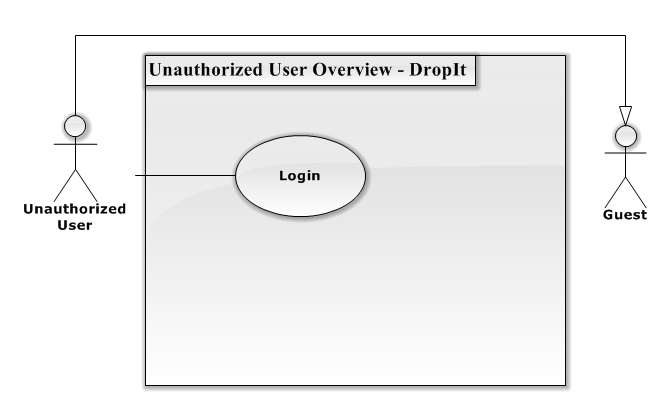 Unauthorized User Overview - DropIt
Login
Unauthorized
User
Guest